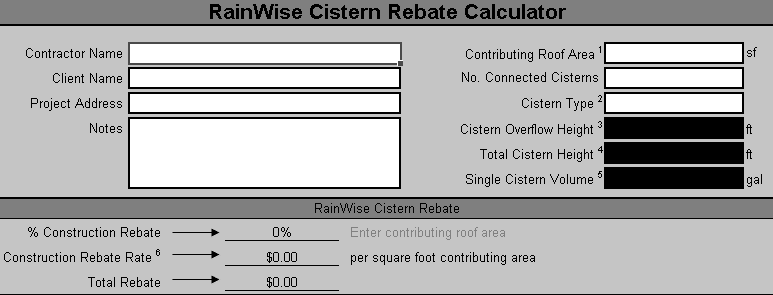 RainWise Cistern Rebate Calculator
Contractor Name
Client Name
Project Address
Notes
Contributing Roof Area 1 sf
No. Connected Cisterns
Cistern Type 2
Cistern Overflow Height 3 ft
Total Cistern Height 4 ft
Single Cistern Volume 5 gal
RainWise Cistern Rebate
% Construction Rebate 0% Enter contributing roof area
Construction Rebate Rate 6 $0.00 per square foot contributing area
Total Rebate $0.00